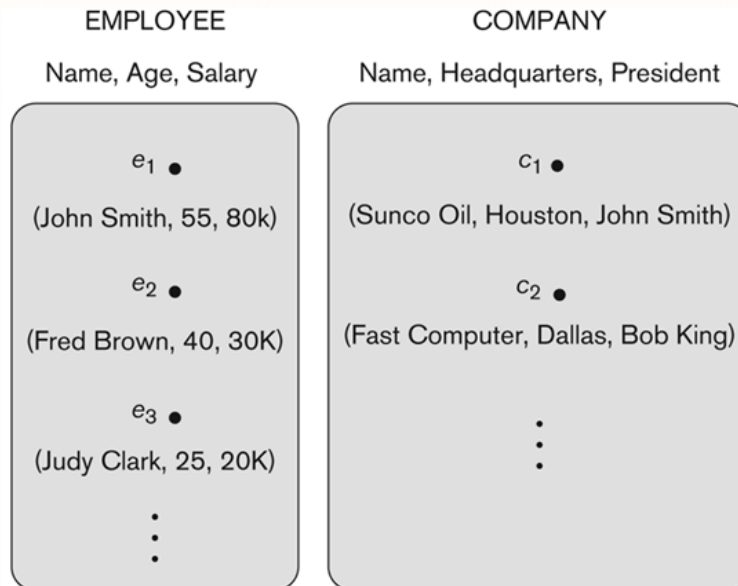 EMPLOYEE
Name, Age, Salary
e1
(John Smith, 55, 80k)
e2
(Fred Brown, 40, 30K)
e3
(Judy Clark, 25, 20K)
COMPANY
Name, Headquarters, President
c1
(Sunco Oil, Houston, John Smith)
c2
(Fast Computer, Dallas, Bob King)